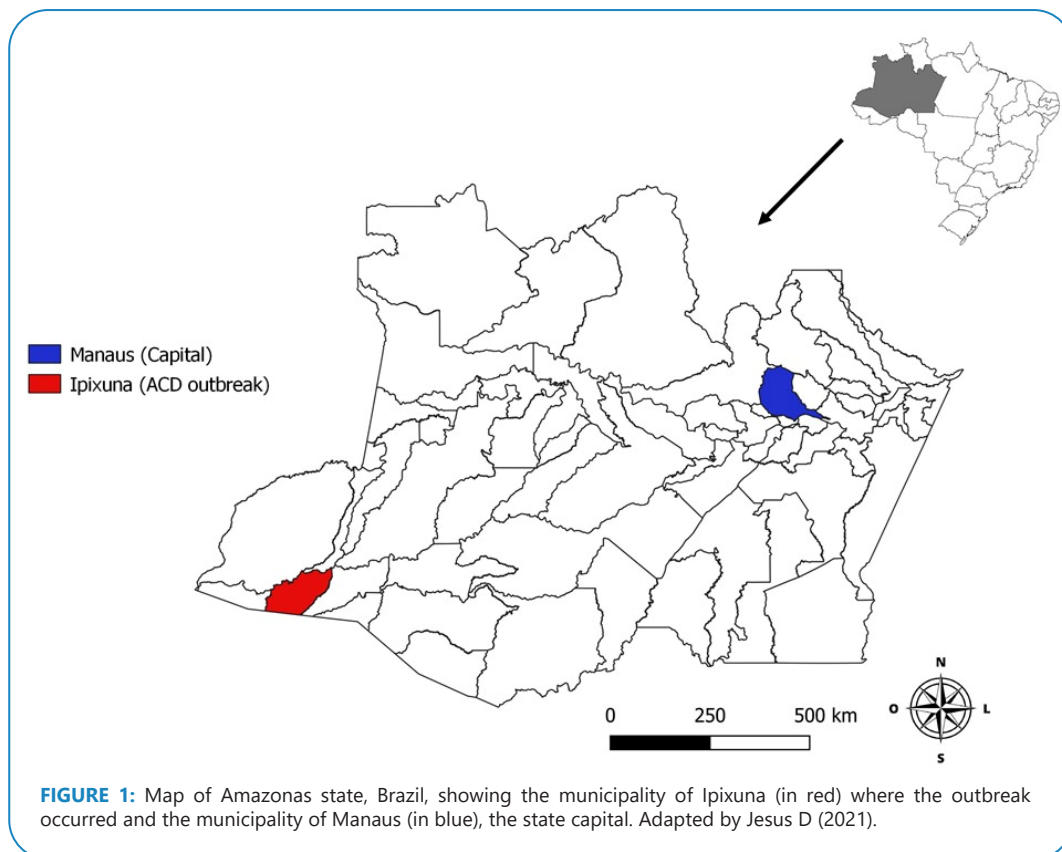 Manaus (Capital)
Ipixuna (ACD outbreak)
N
O L
S
0 250 500 km
FIGURE 1: Map of Amazonas state, Brazil, showing the municipality of Ipixuna (in red) where the outbreak
occurred and the municipality of Manaus (in blue), the state capital. Adapted by Jesus D (2021).